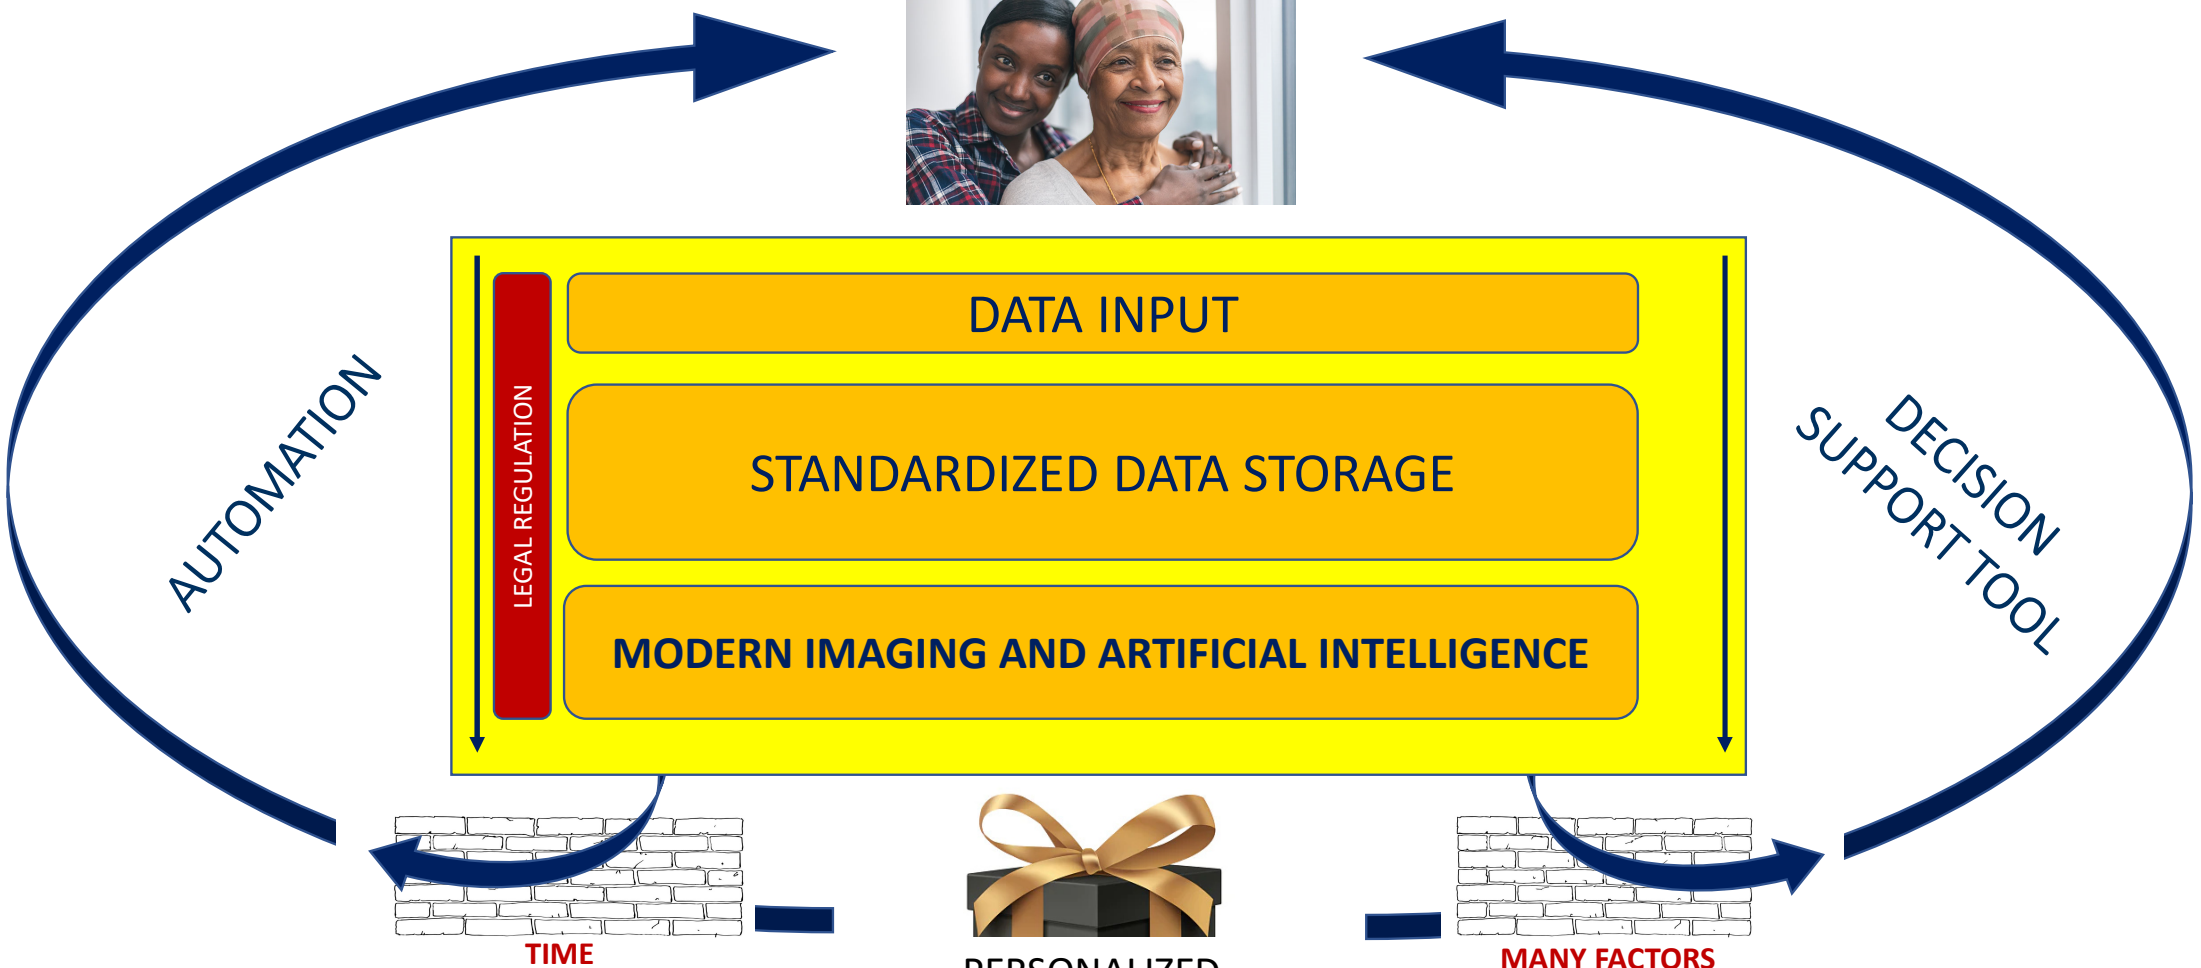 DATA INPUT
LEGAL REGULATION
STANDARDIZED DATA STORAGE
MODERN IMAGING AND ARTIFICIAL INTELLIGENCE
AUTOMATION
DECISION
SUPPORT TOOL
TIME
PERSONALIZED
MANY FACTORS